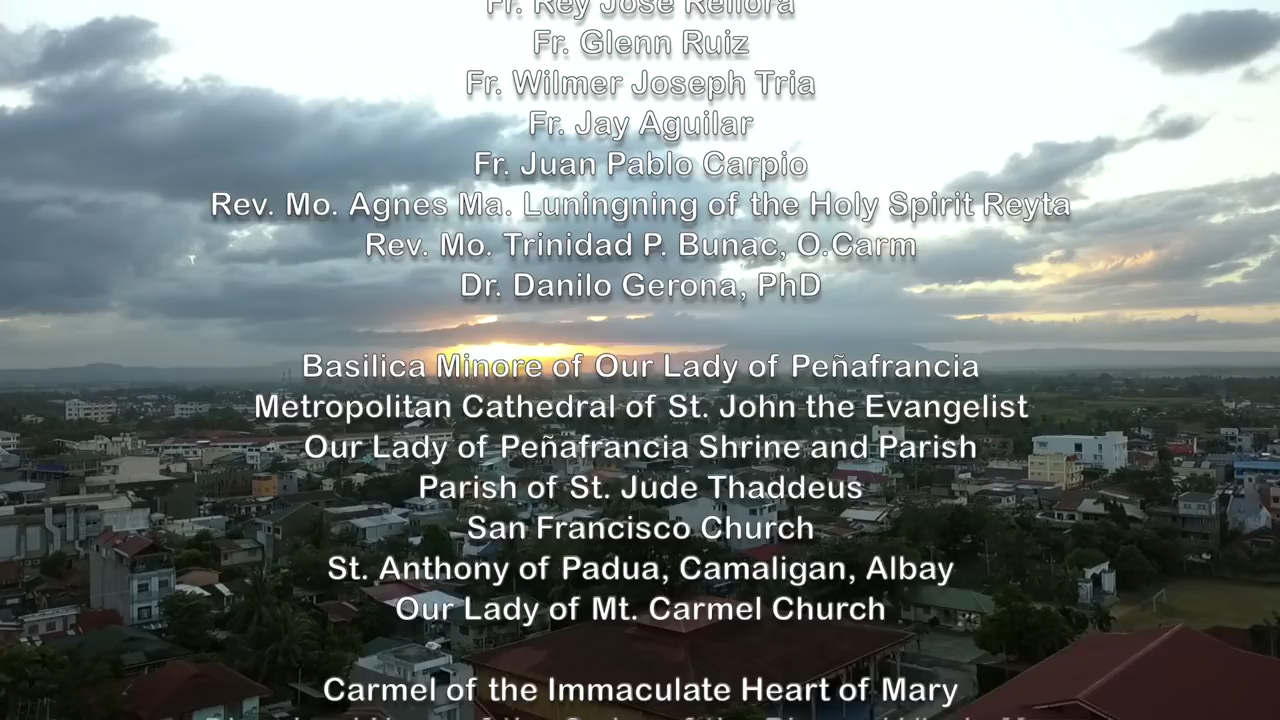 Fr. Rey Jose Rellora
Fr. Glenn Ruiz
Fr. Wilmer Joseph Tria
Fr. Jay Aguilar
Fr. Juan Pablo Carpio
Rev. Mo. Agnes Ma. Luningning of the Holy Spirit Reyta
Rev. Mo. Trinidad P. Bunac, O.Carm
Dr. Danilo Gerona, PhD
Basilica Minore of Our Lady of Peñafrancia
Metropolitan Cathedral of St. John the Evangelist
Our Lady of Peñafrancia Shrine and Parish
Parish of St. Jude Thaddeus
San Francisco Church
St. Anthony of Padua, Camaligan, Albay
Our Lady of Mt. Carmel Church
Carmel of the Immaculate Heart of Mary